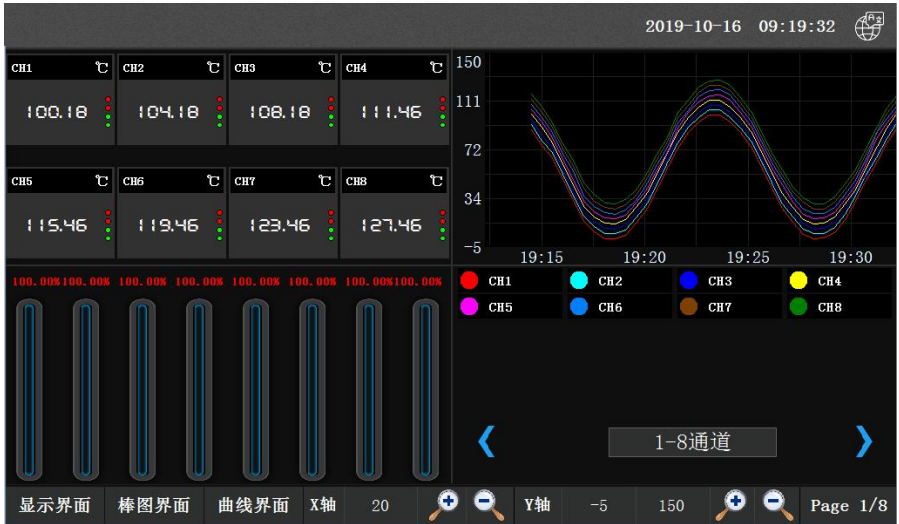 2019-10-16 09:19:32
CH1 ℃ CH2 ℃ CH3 ℃ CH4 ℃
100.18 104.18 108.18 111.46
CH5 ℃ CH6 ℃ CH7 ℃ CH8 ℃
115.46 119.46 123.46 127.46
150
111
72
34
-5
19:15 19:20 19:25 19:30
100.00% 100.00% 100.00% 100.00% 100.00% 100.00% 100.00% 100.00%
CH1 CH2 CH3 CH4
CH5 CH6 CH7 CH8
1-8通道
显示界面 棒图界面 曲线界面 X轴 20 Y轴 -5 150 Page 1/8